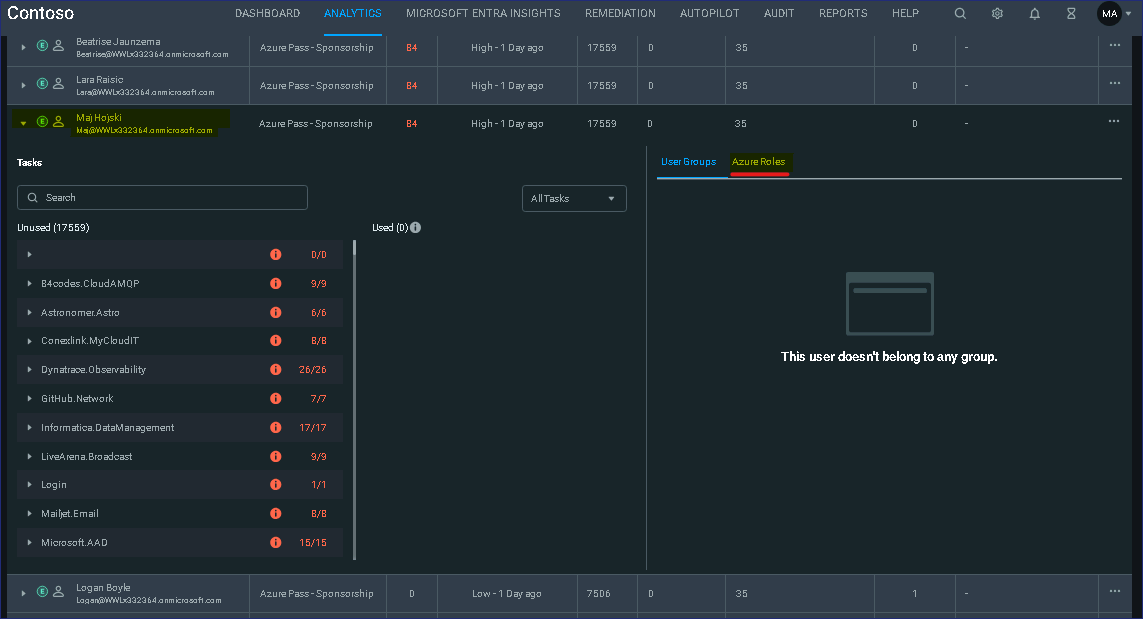 Contoso
DASHBOARD ANALYTICS MICROSOFT ENTRA INSIGHTS REMEDIATION AUTOPILOT AUDIT REPORTS HELP MA
Beatrise Jaunzema
Beatrise@WWLx332364.onmicrosoft.com
Azure Pass - Sponsorship 84 High - 1 Day ago 17559 0 35 0 - ...
Lara Raisic
Lara@WWLx332364.onmicrosoft.com
Azure Pass - Sponsorship 84 High - 1 Day ago 17559 0 35 0 - ...
Maj Hojski
Maj@WWLx332364.onmicrosoft.com
Azure Pass - Sponsorship 84 High - 1 Day ago 17559 0 35 0 - ...
Tasks
Search
All Tasks
Unused (17559)
Used (0)
0/0
84codes.CloudAMQP 9/9
Astronomer.Astro 6/6
Conexlink.MyCloudIT 8/8
Dynatrace.Observability 26/26
GitHub.Network 7/7
Informatica.DataManagement 17/17
LiveArena.Broadcast 9/9
Login 1/1
Mailjet.Email 8/8
Microsoft.AAD 15/15
User Groups Azure Roles
This user doesn't belong to any group.
Logan Boyle
Logan@WWLx332364.onmicrosoft.com
Azure Pass - Sponsorship 0 Low - 1 Day ago 7506 0 35 1 - ...